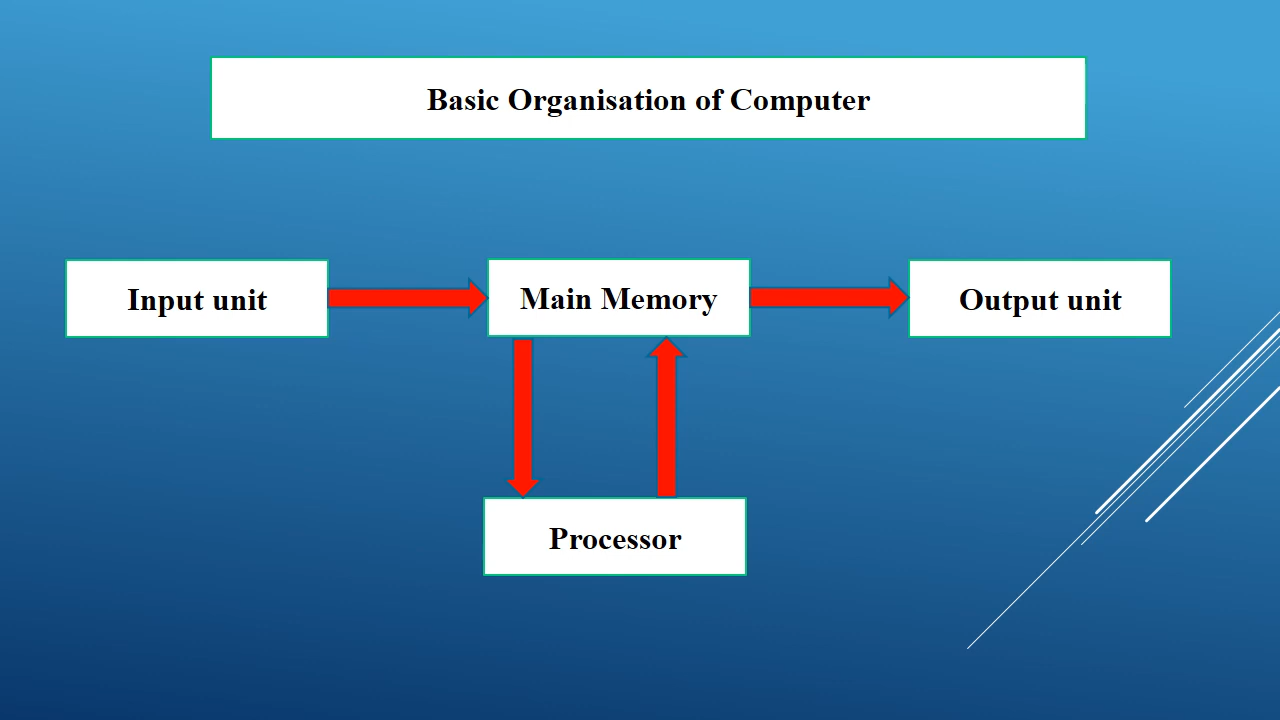 Basic Organisation of Computer
Input unit
Main Memory
Output unit
Processor